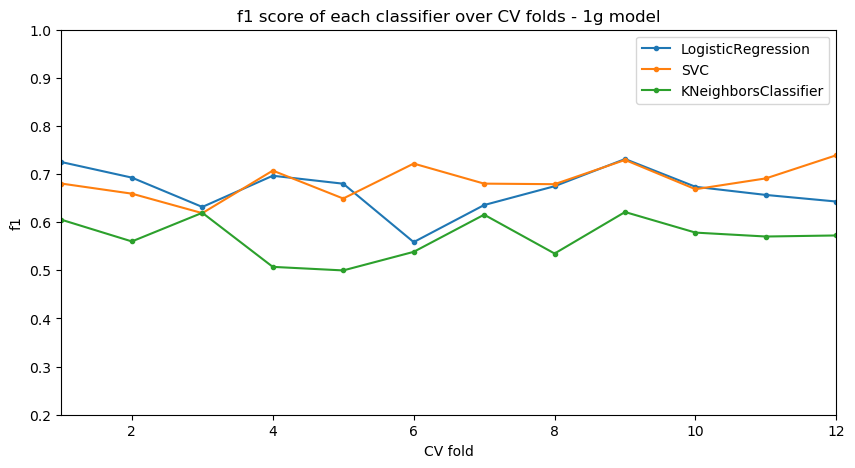 f1 score of each classifier over CV folds - 1g model
LogisticRegression
SVC
KNeighborsClassifier
1.0
0.9
0.8
0.7
0.6
0.5
0.4
0.3
0.2
f1
2 4 6 8 10 12
CV fold